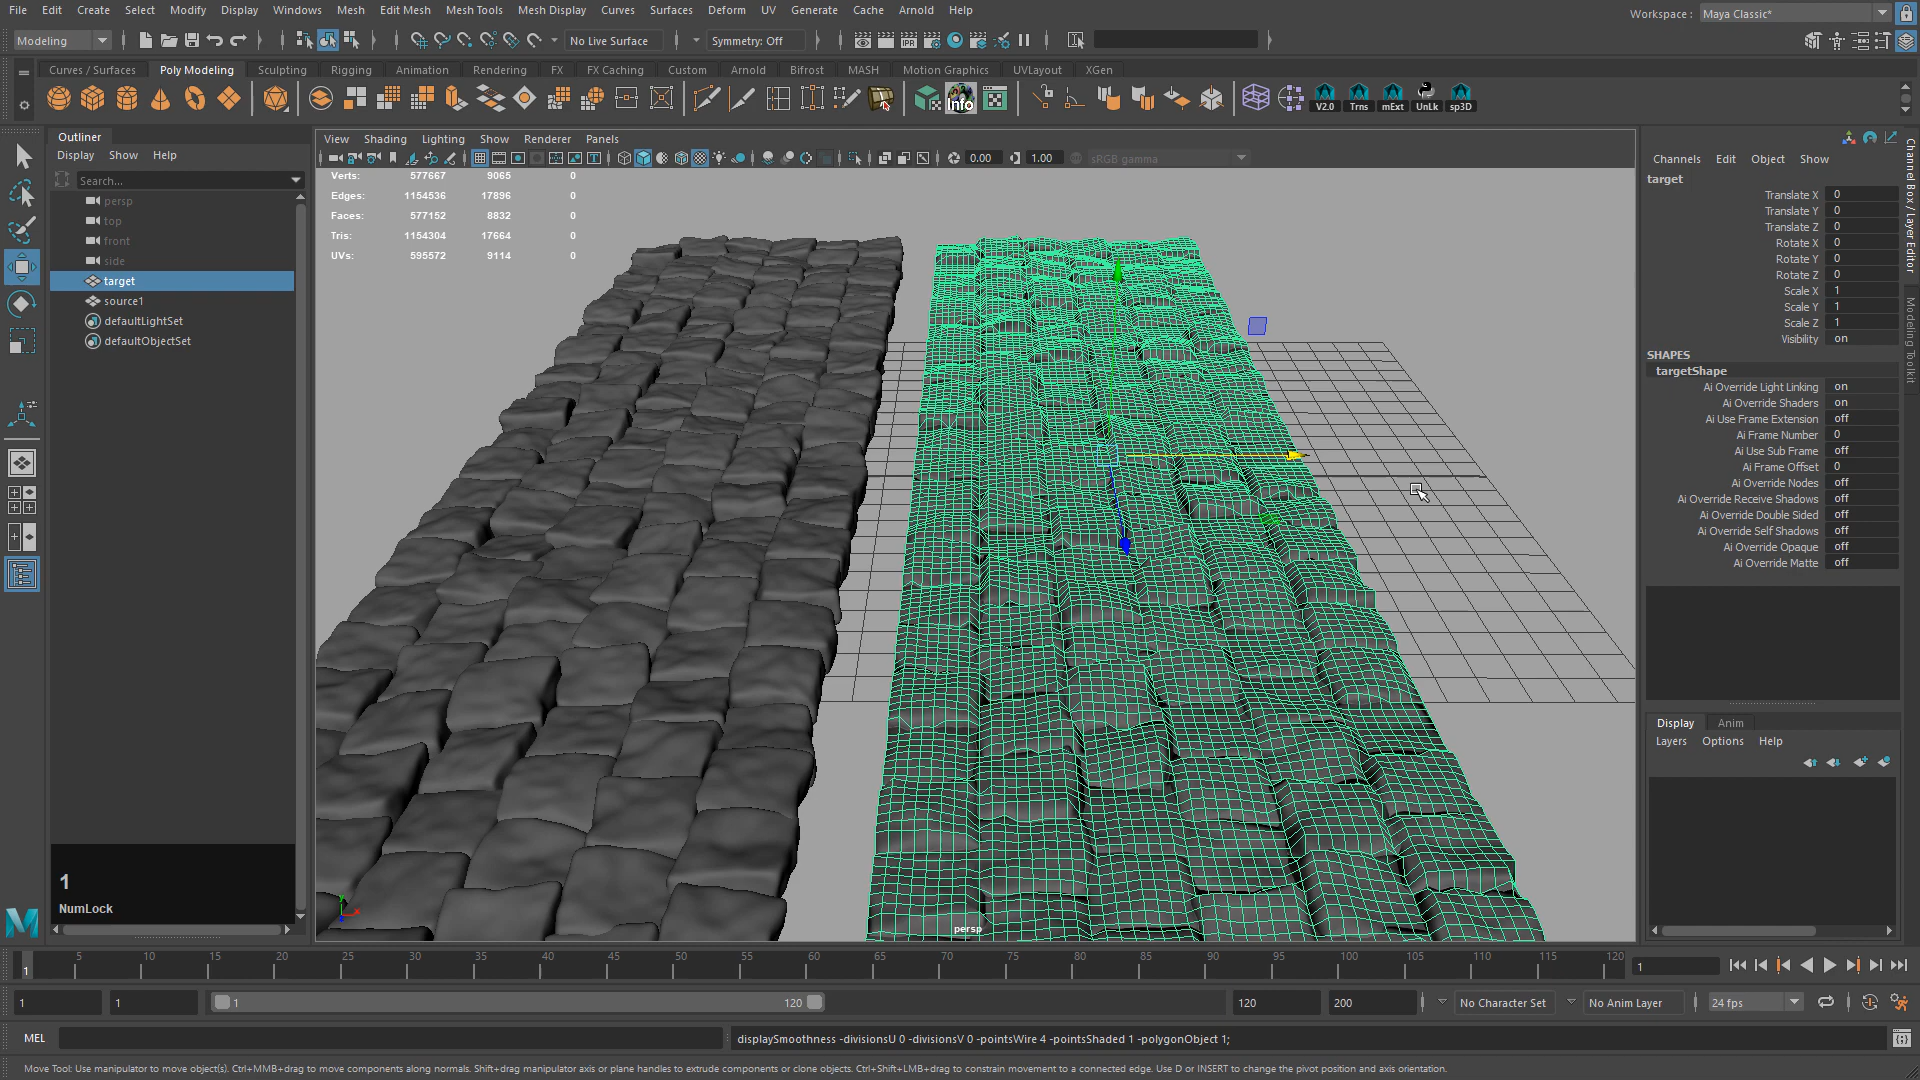 File Edit Create Select Modify Display Windows Mesh Edit Mesh Mesh Tools Mesh Display Curves Surfaces Deform UV Generate Cache Arnold Help
Workspace : Maya Classic*
Modeling No Live Surface Symmetry: Off
Curves / Surfaces Poly Modeling Sculpting Rigging Animation Rendering FX FX Caching Custom Arnold Bifrost MASH Motion Graphics UVLayout XGen
Info V2.0 Trns mExt UnLk sp3D
Outliner
Display Show Help
Search...
persp
top
front
side
target
source1
defaultLightSet
defaultObjectSet
1
NumLock
View Shading Lighting Show Renderer Panels
0.00 1.00 sRGB gamma
Verts: 577667 9065 0
Edges: 1154536 17896 0
Faces: 577152 8832 0
Tris: 1154304 17664 0
UVs: 595572 9114 0
persp
Channels Edit Object Show
target
Translate X 0
Translate Y 0
Translate Z 0
Rotate X 0
Rotate Y 0
Rotate Z 0
Scale X 1
Scale Y 1
Scale Z 1
Visibility on
SHAPES
targetShape
Ai Override Light Linking on
Ai Override Shaders on
Ai Use Frame Extension off
Ai Frame Number 0
Ai Use Sub Frame off
Ai Frame Offset 0
Ai Override Nodes off
Ai Override Receive Shadows off
Ai Override Double Sided off
Ai Override Self Shadows off
Ai Override Opaque off
Ai Override Matte off
Channel Box / Layer Editor
Modeling Toolkit
Display Anim
Layers Options Help
1 5 10 15 20 25 30 35 40 45 50 55 60 65 70 75 80 85 90 95 100 105 110 115 120 1
1 1 1 120 120 200 No Character Set No Anim Layer 24 fps
MEL displaySmoothness -divisionsU 0 -divisionsV 0 -pointsWire 4 -pointsShaded 1 -polygonObject 1;
Move Tool: Use manipulator to move object(s). Ctrl+MMB+drag to move components along normals. Shift+drag manipulator axis or plane handles to extrude components or clone objects. Ctrl+Shift+LMB+drag to constrain movement to a connected edge. Use D or INSERT to change the pivot position and axis orientation.